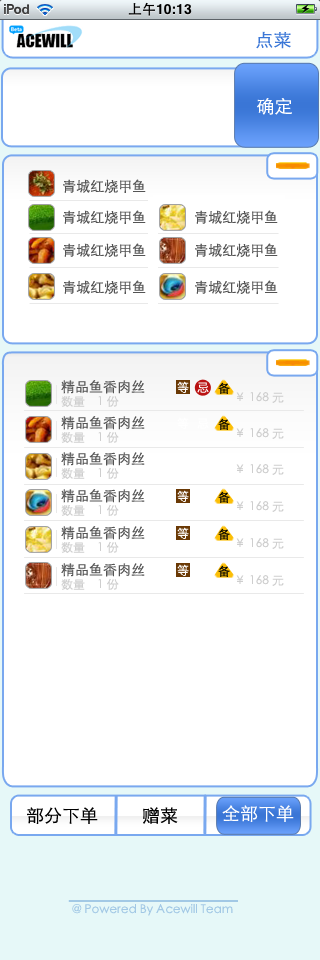 iPod 上午10:13
Beta ACEWILL 点菜
确定
青城红烧甲鱼
青城红烧甲鱼 青城红烧甲鱼
青城红烧甲鱼 青城红烧甲鱼
青城红烧甲鱼 青城红烧甲鱼
精品鱼香肉丝 等 忌 备
数量 1 份 ¥ 168 元
精品鱼香肉丝 备
数量 1 份 ¥ 168 元
精品鱼香肉丝
数量 1 份 ¥ 168 元
精品鱼香肉丝 等 备
数量 1 份 ¥ 168 元
精品鱼香肉丝 等 备
数量 1 份 ¥ 168 元
精品鱼香肉丝 等 备
数量 1 份 ¥ 168 元
部分下单 赠菜 全部下单
@ Powered By Acewill Team